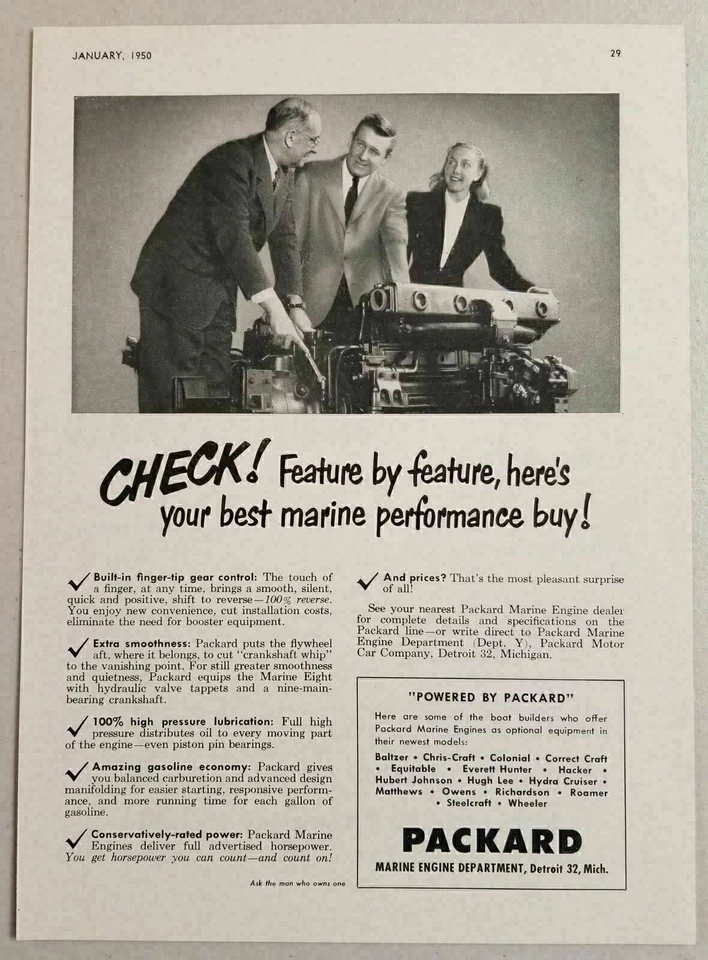 JANUARY, 1950
29
CHECK! Feature by feature, here's
your best marine performance buy!
✓ Built-in finger-tip gear control: The touch of
a finger, at any time, brings a smooth, silent,
quick and positive, shift to reverse—100% reverse.
You enjoy new convenience, cut installation costs,
eliminate the need for booster equipment.
✓ Extra smoothness: Packard puts the flywheel
aft, where it belongs, to cut "crankshaft whip"
to the vanishing point. For still greater smoothness
and quietness, Packard equips the Marine Eight
with hydraulic valve tappets and a nine-main-
bearing crankshaft.
✓ 100% high pressure lubrication: Full high
pressure distributes oil to every moving part
of the engine—even piston pin bearings.
✓ Amazing gasoline economy: Packard gives
you balanced carburetion and advanced design
manifolding for easier starting, responsive perform-
ance, and more running time for each gallon of
gasoline.
✓ Conservatively-rated power: Packard Marine
Engines deliver full advertised horsepower.
You get horsepower you can count—and count on!
Ask the man who owns one
✓ And prices? That's the most pleasant surprise
of all!
See your nearest Packard Marine Engine dealer
for complete details and specifications on the
Packard line—or write direct to Packard Marine
Engine Department (Dept. Y), Packard Motor
Car Company, Detroit 32, Michigan.
"POWERED BY PACKARD"
Here are some of the boat builders who offer
Packard Marine Engines as optional equipment in
their newest models:
Baltzer • Chris-Craft • Colonial • Correct Craft
• Equitable • Everett Hunter • Hacker •
Hubert Johnson • Hugh Lee • Hydra Cruiser •
Matthews • Owens • Richardson • Roamer
• Steelcraft • Wheeler
PACKARD
MARINE ENGINE DEPARTMENT, Detroit 32, Mich.